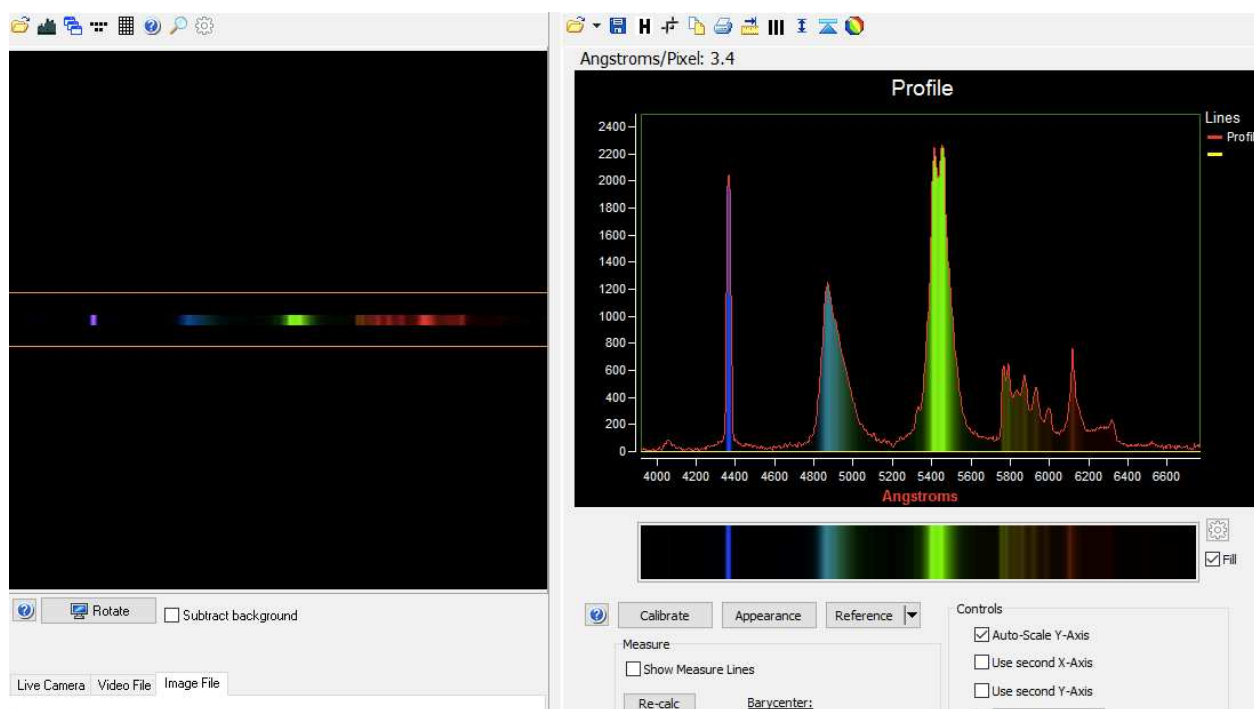 Angstroms/Pixel: 3.4
Profile
2400
2200
2000
1800
1600
1400
1200
1000
800
600
400
200
0
4000 4200 4400 4600 4800 5000 5200 5400 5600 5800 6000 6200 6400 6600
Angstroms
Lines
Profil
Fill
Rotate
Subtract background
Live Camera Video File Image File
Calibrate Appearance Reference
Measure
Show Measure Lines
Re-calc Barycenter:
Controls
Auto-Scale Y-Axis
Use second X-Axis
Use second Y-Axis